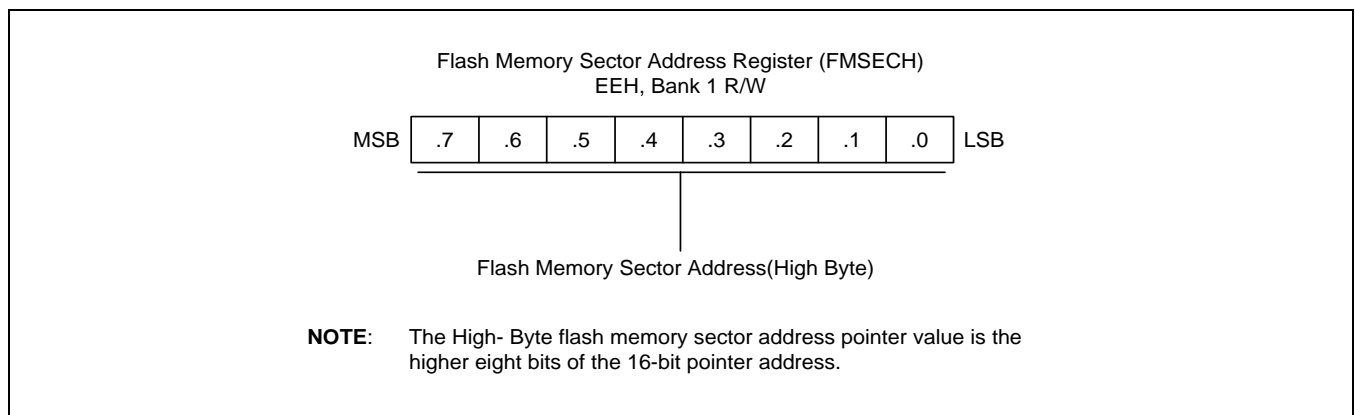 Flash Memory Sector Address Register (FMSECH)
EEH, Bank 1 R/W
MSB .7 .6 .5 .4 .3 .2 .1 .0 LSB
Flash Memory Sector Address(High Byte)
NOTE: The High- Byte flash memory sector address pointer value is the
higher eight bits of the 16-bit pointer address.